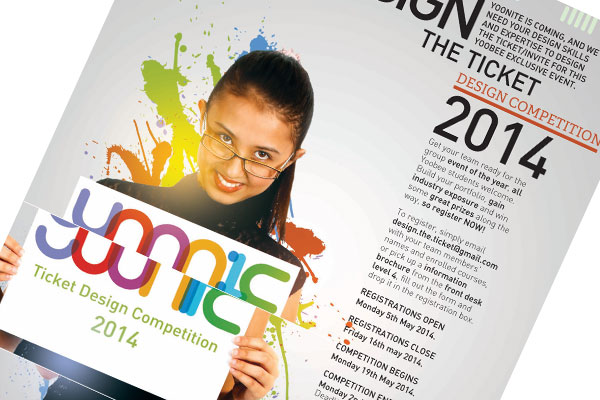 SIGN
THE TICKET
DESIGN COMPETITION
2014
YOONITE IS COMING, AND WE
NEED YOUR DESIGN SKILLS
AND EXPERTISE TO DESIGN
THE TICKET/INVITE FOR THIS
YOOBEE EXCLUSIVE EVENT.
Get your team ready for the
group event of the year, all
Yoobee students welcome.
Build your portfolio, gain
industry exposure and win
some great prizes along the
way, so register NOW!
To register, simply email
design.the.ticket@gmail.com
with your team members'
names and enrolled courses,
or pick up a information
brochure from the front desk
level 4, fill out the form and
drop it in the registration box.
REGISTRATIONS OPEN
Monday 5th May 2014.
REGISTRATIONS CLOSE
Friday 16th may 2014.
COMPETITION BEGINS
Monday 19th May 2014.
COMPETITION EN
Monday 2
Deadl
Ticket Design Competition
2014